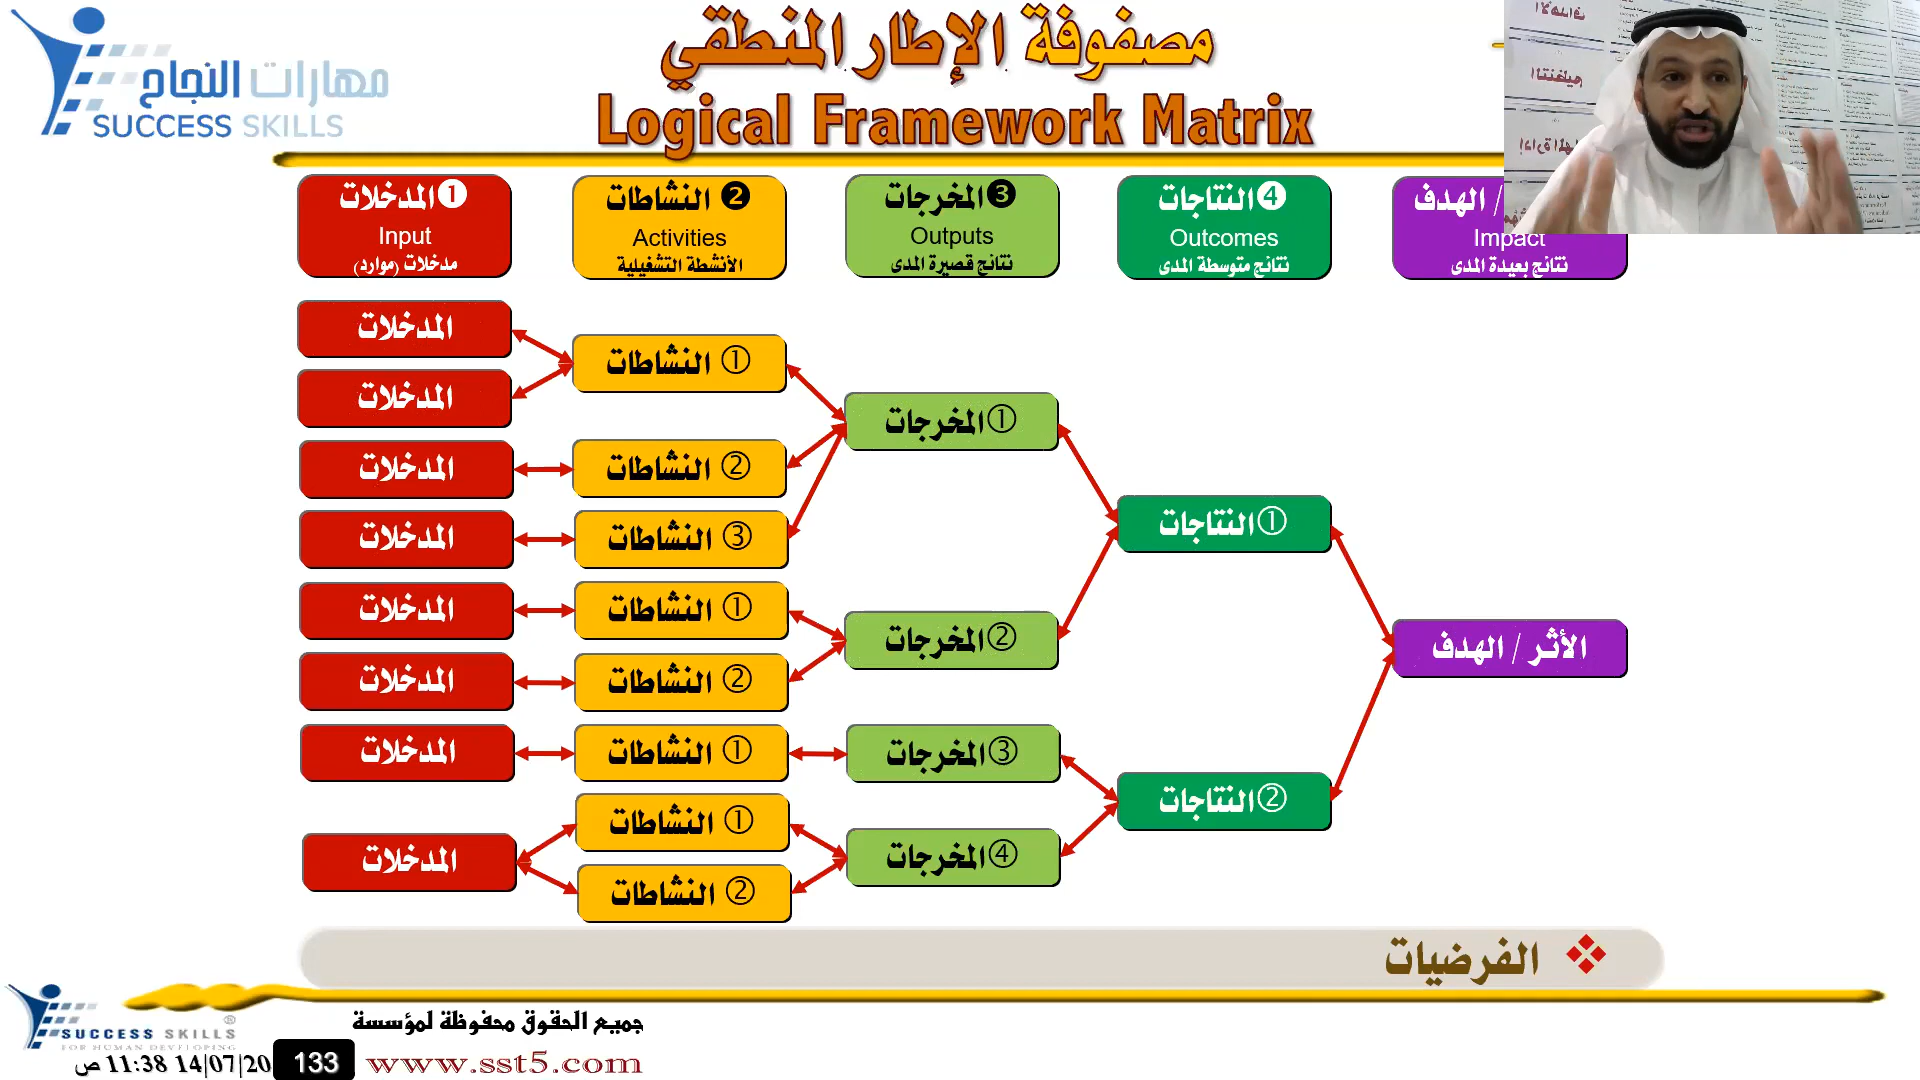 مهارات النجاح
SUCCESS SKILLS
مصفوفة الإطار المنطقي
Logical Framework Matrix
❶المدخلات
Input
مدخلات (موارد)
❷ النشاطات
Activities
الأنشطة التشغيلية
❸المخرجات
Outputs
نتائج قصيرة المدى
❹النتاجات
Outcomes
نتائج متوسطة المدى
/ الهدف
Impact
نتائج بعيدة المدى
المدخلات
المدخلات
المدخلات
المدخلات
المدخلات
المدخلات
المدخلات
المدخلات
① النشاطات
② النشاطات
③ النشاطات
① النشاطات
② النشاطات
① النشاطات
① النشاطات
② النشاطات
①المخرجات
②المخرجات
③المخرجات
④المخرجات
①النتاجات
②النتاجات
الأثر / الهدف
❖ الفرضيات
SUCCESS SKILLS®
FOR HUMAN DEVELOPING
جميع الحقوق محفوظة لمؤسسة
www.sst5.com
133
14/07/20 11:38 ص